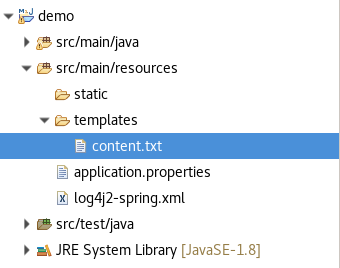 demo
src/main/java
src/main/resources
static
templates
content.txt
application.properties
log4j2-spring.xml
src/test/java
JRE System Library [JavaSE-1.8]